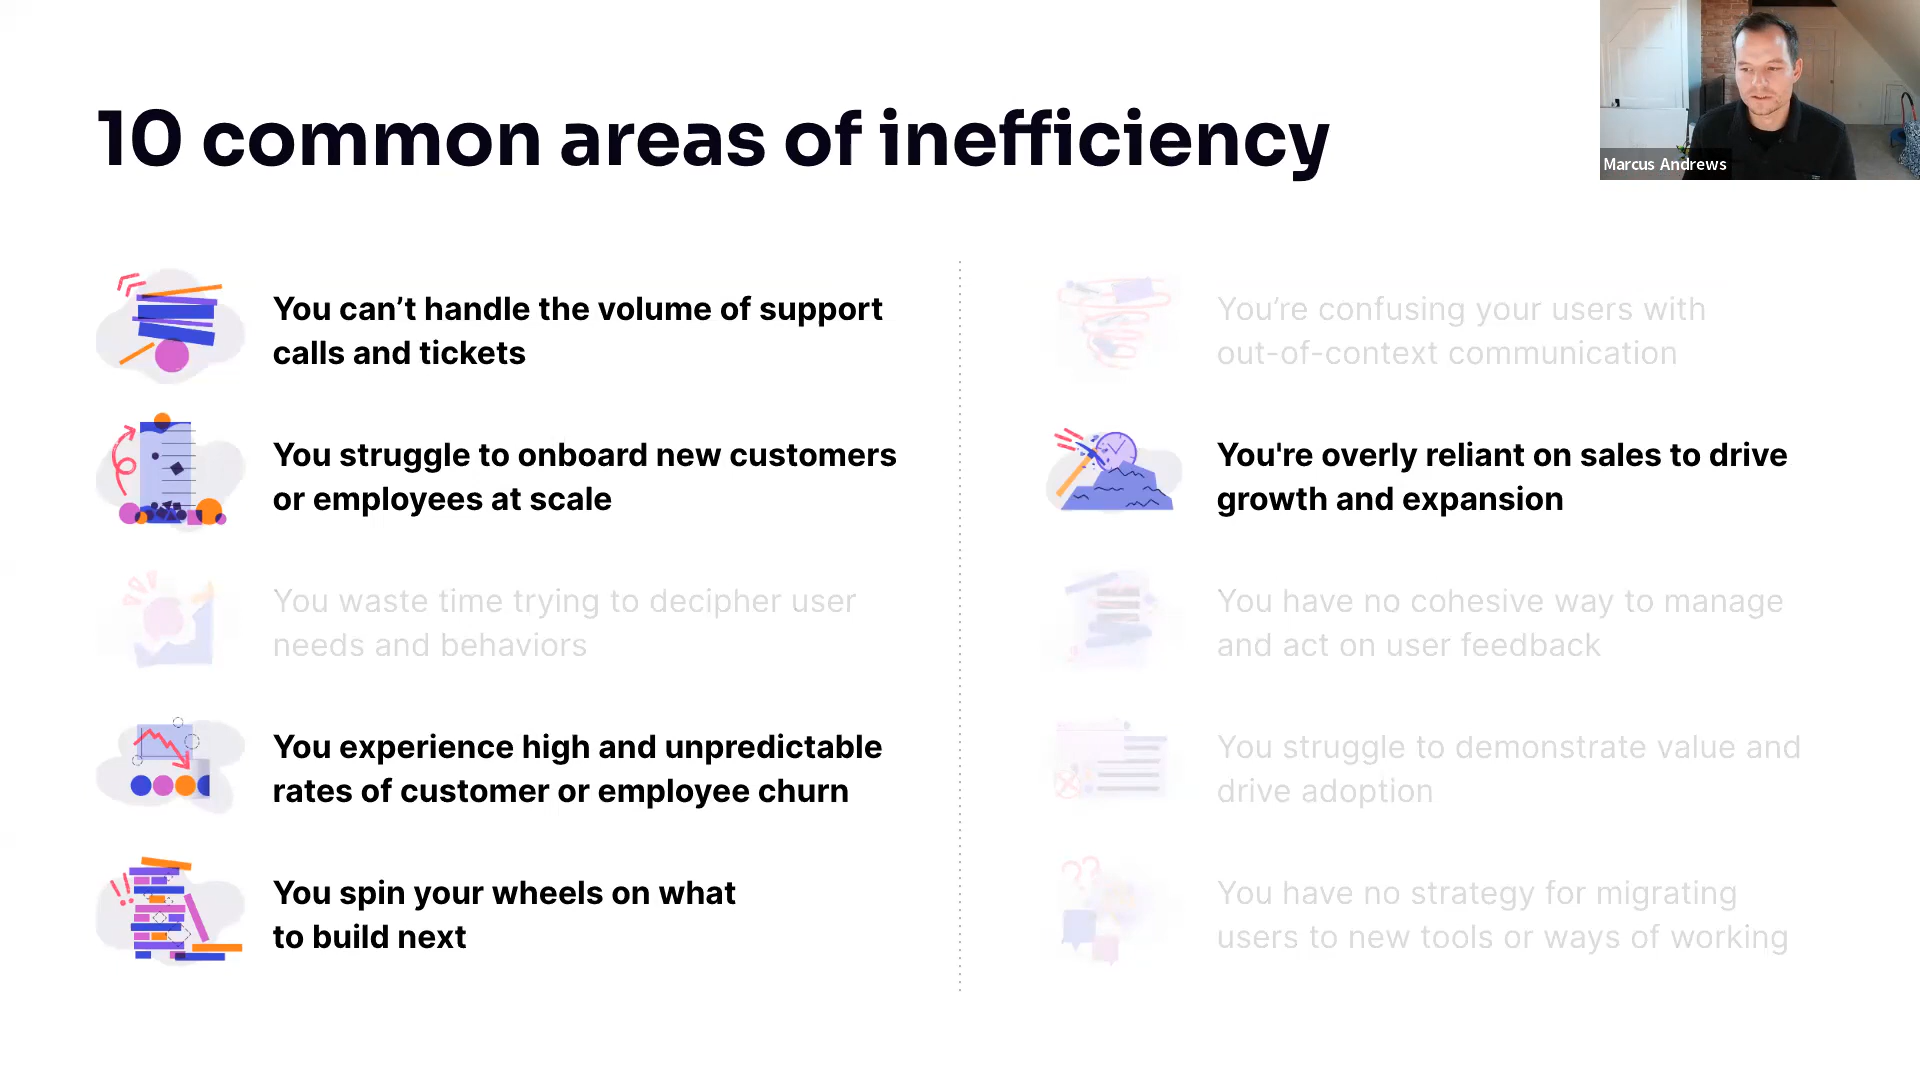 10 common areas of inefficiency
Marcus Andrews
You can’t handle the volume of support
calls and tickets
You struggle to onboard new customers
or employees at scale
You waste time trying to decipher user
needs and behaviors
You experience high and unpredictable
rates of customer or employee churn
You spin your wheels on what
to build next
You’re confusing your users with
out-of-context communication
You're overly reliant on sales to drive
growth and expansion
You have no cohesive way to manage
and act on user feedback
You struggle to demonstrate value and
drive adoption
You have no strategy for migrating
users to new tools or ways of working